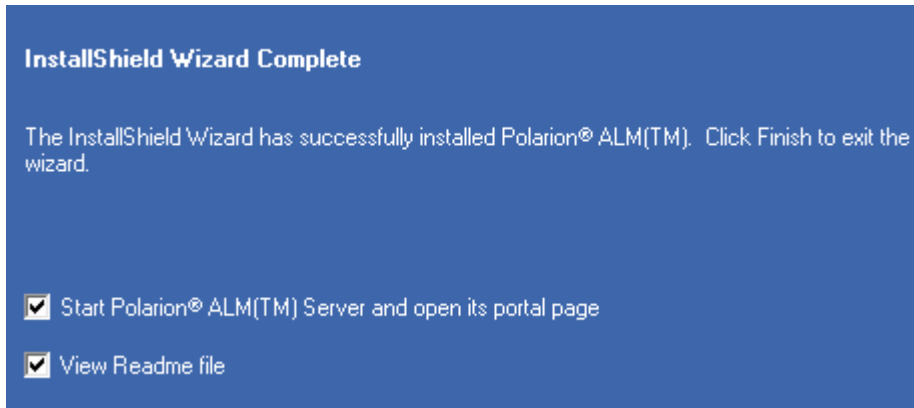 InstallShield Wizard Complete
The InstallShield Wizard has successfully installed Polarion® ALM(TM).  Click Finish to exit the
wizard.
Start Polarion® ALM(TM) Server and open its portal page
View Readme file